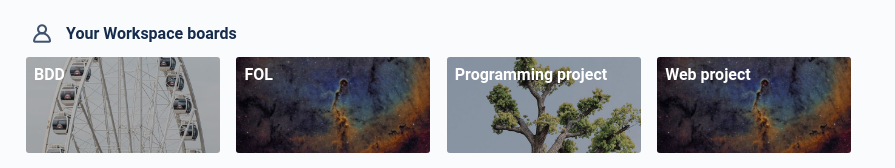 Your Workspace boards
BDD
FOL
Programming project
Web project